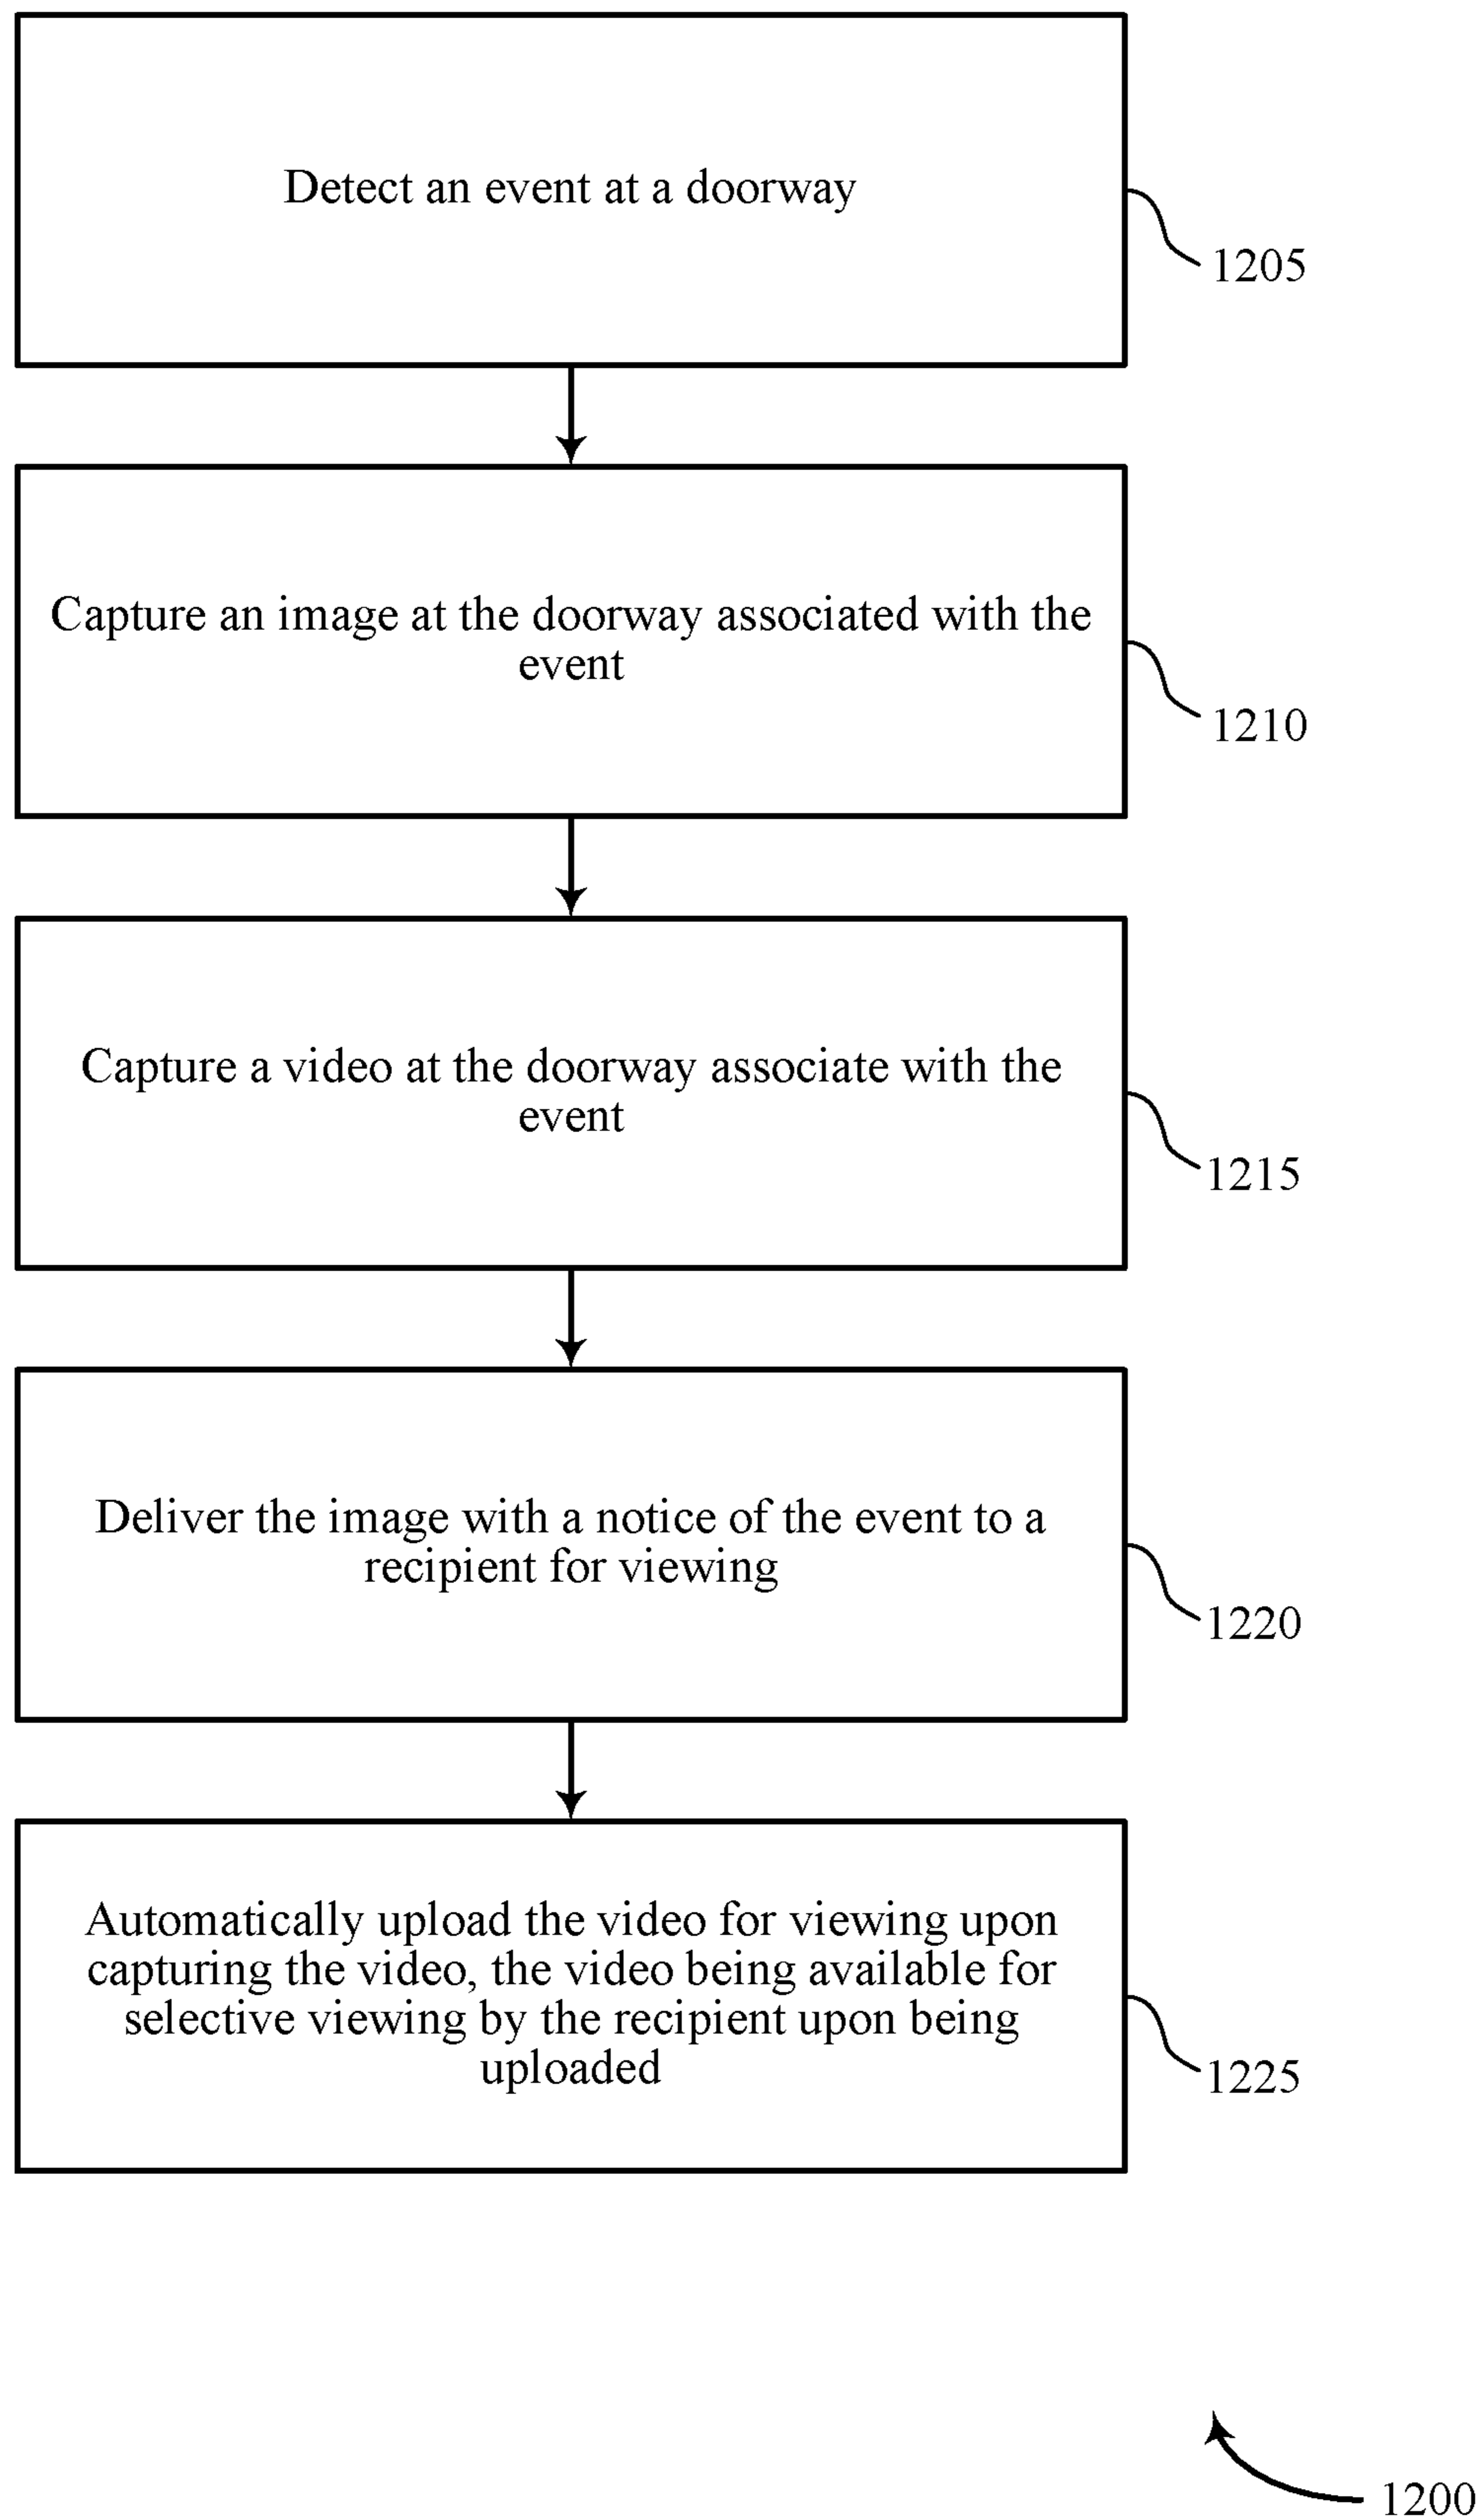 Detect an event at a doorway
1205
Capture an image at the doorway associated with the
event
1210
Capture a video at the doorway associate with the
event
1215
Deliver the image with a notice of the event to a
recipient for viewing
1220
Automatically upload the video for viewing upon
capturing the video, the video being available for
selective viewing by the recipient upon being
uploaded
1225
1200